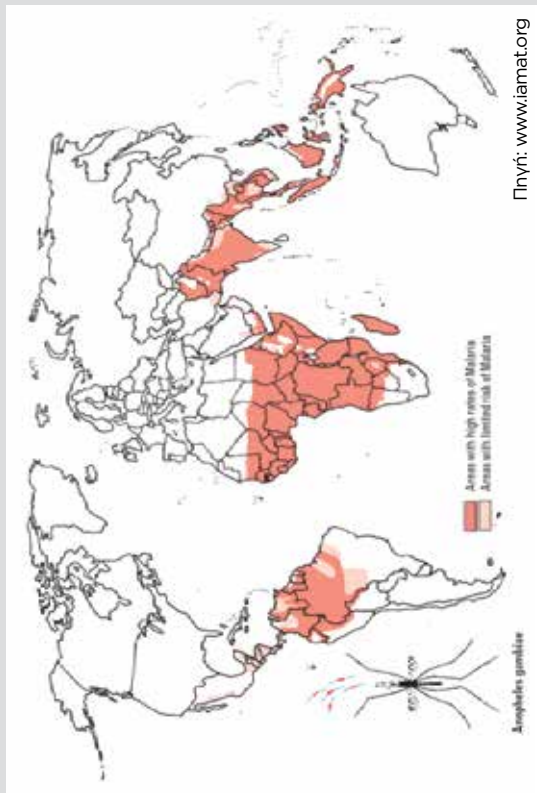 Πηγή: www.iamat.org
Areas with high rates of Malaria
Areas with limited risk of Malaria
Anopheles gambiae